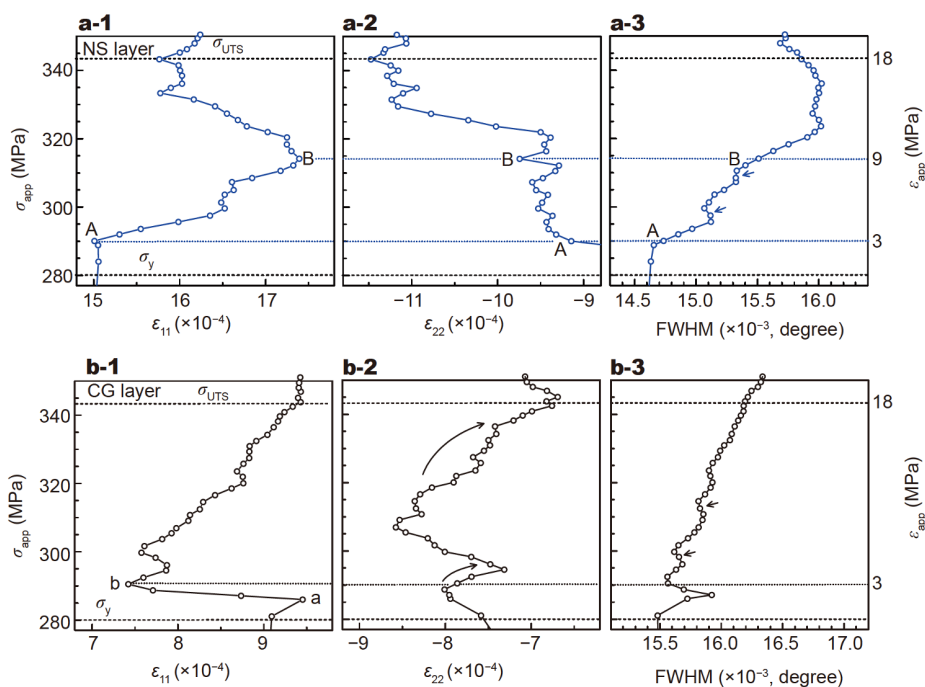 a-1
a-2
a-3
NS layer
σUTS
340
320
300
280
σapp (MPa)
A
B
σy
15
16
17
ε11 (×10−4)
B
A
−11
−10
−9
ε22 (×10−4)
B
A
18
9
3
εapp (MPa)
14.5
15.0
15.5
16.0
FWHM (×10−3, degree)
b-1
b-2
b-3
CG layer
σUTS
340
320
300
280
σapp (MPa)
b
a
σy
7
8
9
ε11 (×10−4)
−9
−8
−7
ε22 (×10−4)
18
3
εapp (MPa)
15.5
16.0
16.5
17.0
FWHM (×10−3, degree)